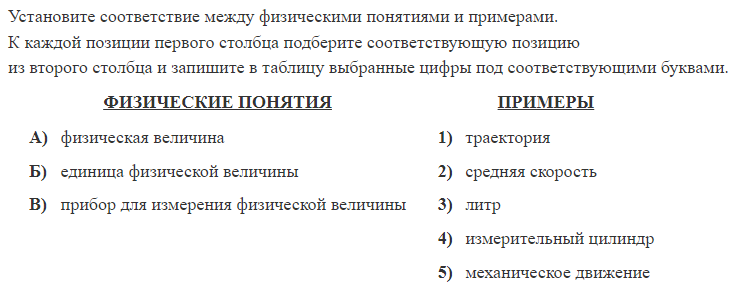 Установите соответствие между физическими понятиями и примерами.
К каждой позиции первого столбца подберите соответствующую позицию
из второго столбца и запишите в таблицу выбранные цифры под соответствующими буквами.
ФИЗИЧЕСКИЕ ПОНЯТИЯ ПРИМЕРЫ
А) физическая величина 1) траектория
Б) единица физической величины 2) средняя скорость
В) прибор для измерения физической величины 3) литр
4) измерительный цилиндр
5) механическое движение